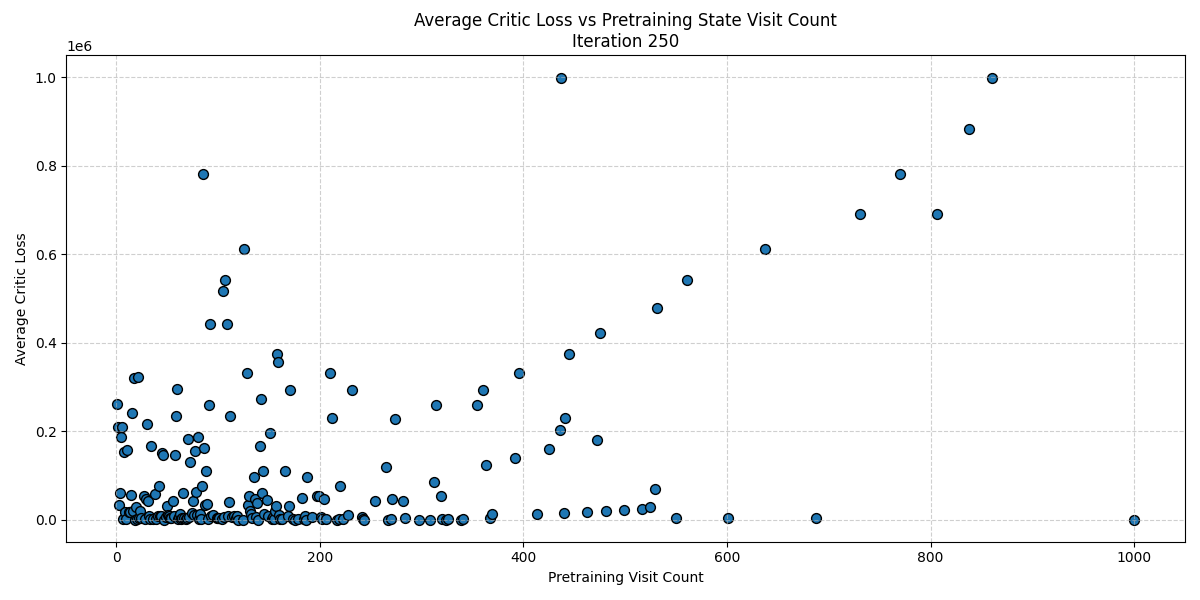 Average Critic Loss vs Pretraining State Visit Count
Iteration 250
1e6
1.0
0.8
0.6
0.4
0.2
0.0
Average Critic Loss
0 200 400 600 800 1000
Pretraining Visit Count